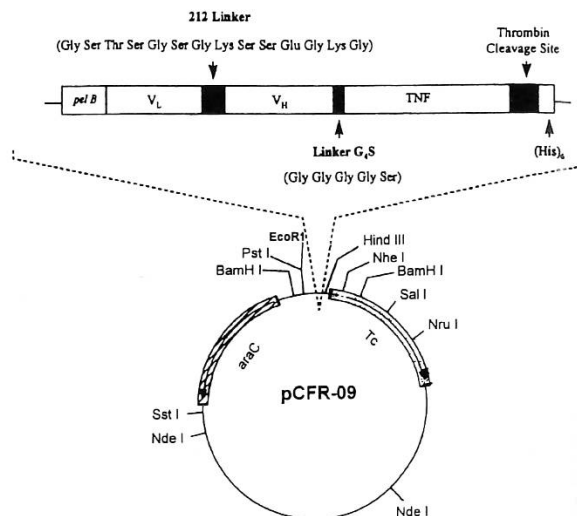 212 Linker
(Gly Ser Thr Ser Gly Ser Gly Lys Ser Ser Glu Gly Lys Gly)
Thrombin
Cleavage Site
pel B
VL
VH
TNF
Linker G4S
(Gly Gly Gly Gly Ser)
(His)6
EcoR1
Pst I
BamH I
Hind III
Nhe I
BamH I
Sal I
Nru I
araC
Tc
pCFR-09
Sst I
Nde I
Nde I